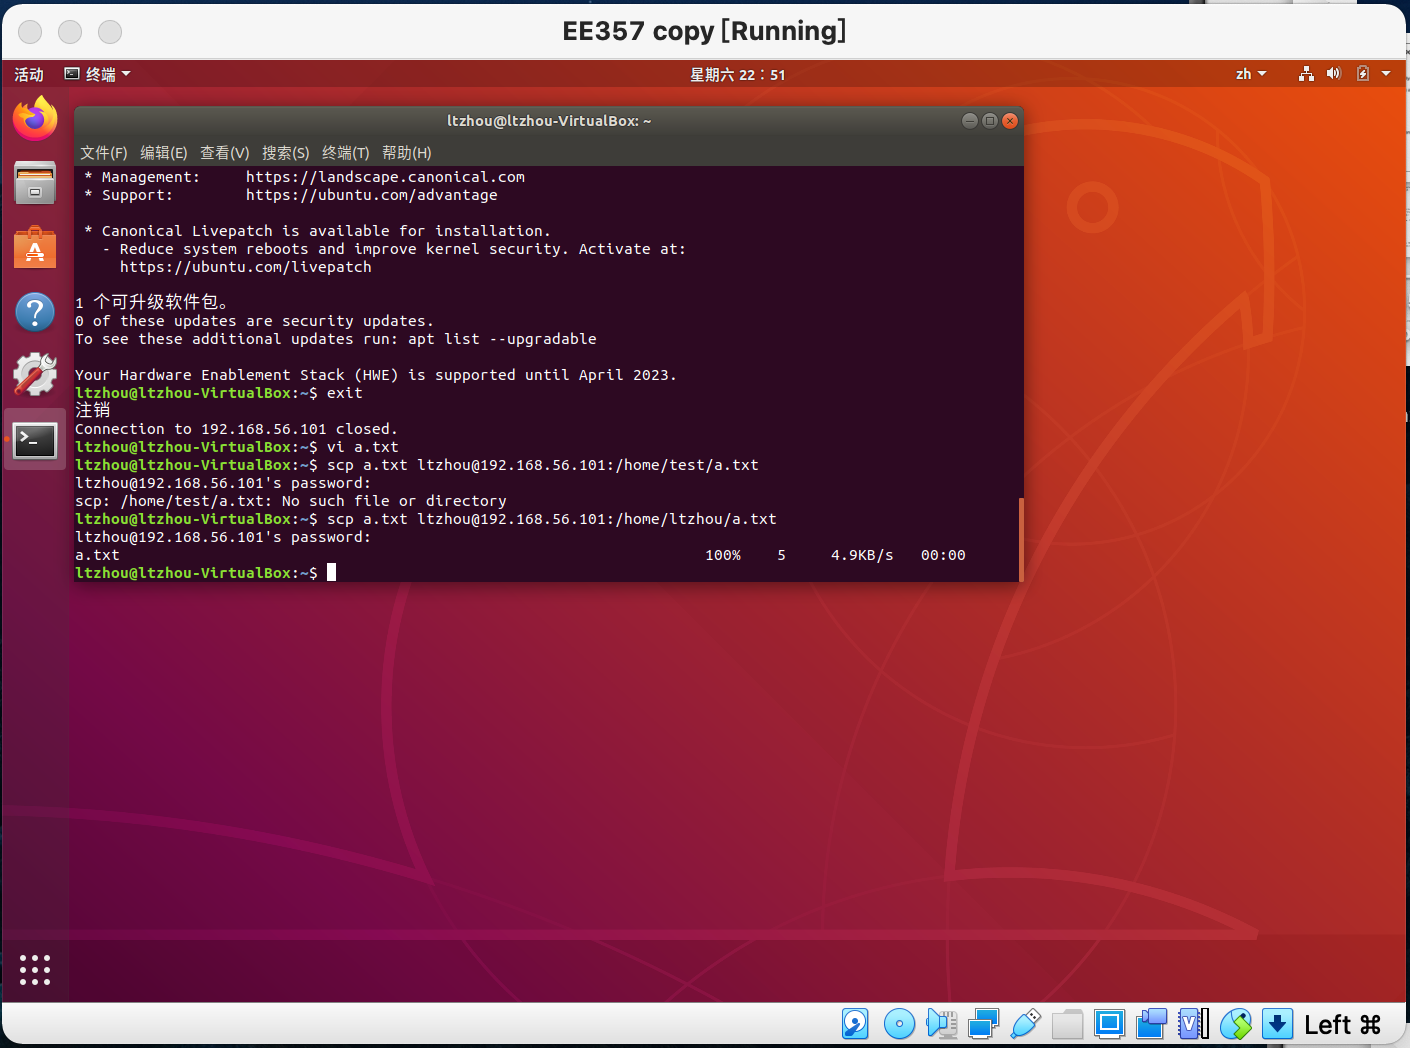 EE357 copy [Running]
活动 终端 星期六 22：51 zh
ltzhou@ltzhou-VirtualBox: ~
文件(F) 编辑(E) 查看(V) 搜索(S) 终端(T) 帮助(H)
* Management: https://landscape.canonical.com
* Support: https://ubuntu.com/advantage
* Canonical Livepatch is available for installation.
- Reduce system reboots and improve kernel security. Activate at:
https://ubuntu.com/livepatch
1 个可升级软件包。
0 of these updates are security updates.
To see these additional updates run: apt list --upgradable
Your Hardware Enablement Stack (HWE) is supported until April 2023.
ltzhou@ltzhou-VirtualBox:~$ exit
注销
Connection to 192.168.56.101 closed.
ltzhou@ltzhou-VirtualBox:~$ vi a.txt
ltzhou@ltzhou-VirtualBox:~$ scp a.txt ltzhou@192.168.56.101:/home/test/a.txt
ltzhou@192.168.56.101's password:
scp: /home/test/a.txt: No such file or directory
ltzhou@ltzhou-VirtualBox:~$ scp a.txt ltzhou@192.168.56.101:/home/ltzhou/a.txt
ltzhou@192.168.56.101's password:
a.txt 100% 5 4.9KB/s 00:00
ltzhou@ltzhou-VirtualBox:~$
Left ⌘